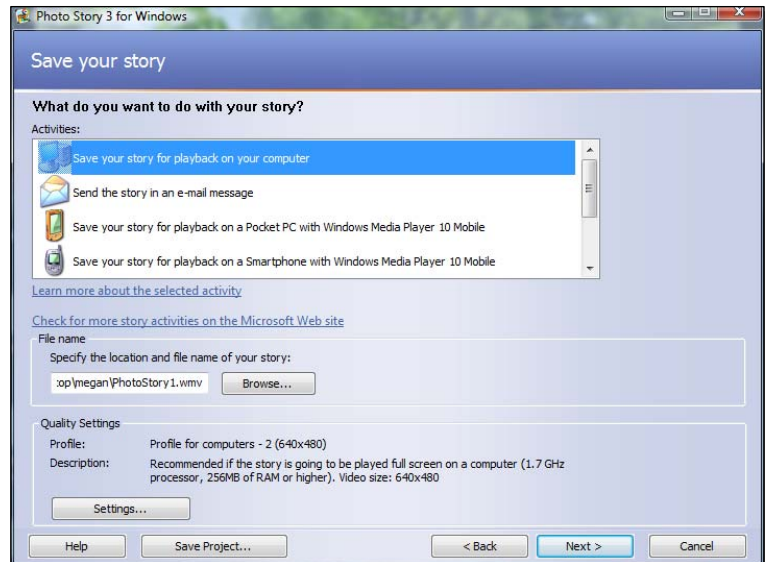 Photo Story 3 for Windows
Save your story
What do you want to do with your story?
Activities:
Save your story for playback on your computer
Send the story in an e-mail message
Save your story for playback on a Pocket PC with Windows Media Player 10 Mobile
Save your story for playback on a Smartphone with Windows Media Player 10 Mobile
Learn more about the selected activity
Check for more story activities on the Microsoft Web site
File name
Specify the location and file name of your story:
:op\megan\PhotoStory1.wmv Browse...
Quality Settings
Profile: Profile for computers - 2 (640x480)
Description: Recommended if the story is going to be played full screen on a computer (1.7 GHz
processor, 256MB of RAM or higher). Video size: 640x480
Settings...
Help Save Project... < Back Next > Cancel